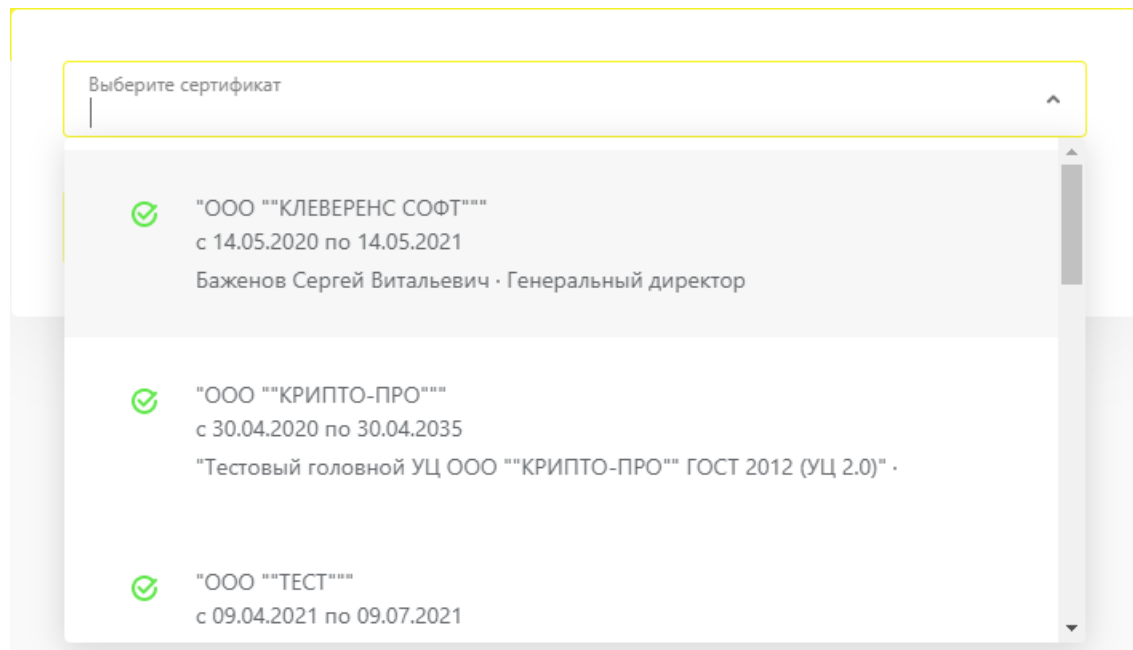 Выберите сертификат
"ООО ""КЛЕВЕРЕНС СОФТ"""
с 14.05.2020 по 14.05.2021
Баженов Сергей Витальевич · Генеральный директор
"ООО ""КРИПТО-ПРО"""
с 30.04.2020 по 30.04.2035
"Тестовый головной УЦ ООО ""КРИПТО-ПРО"" ГОСТ 2012 (УЦ 2.0)" ·
"ООО ""ТЕСТ"""
с 09.04.2021 по 09.07.2021